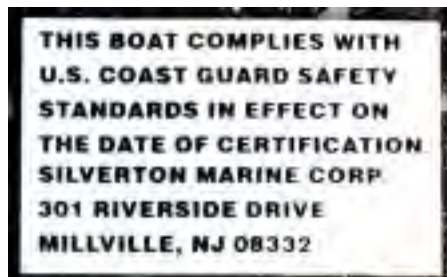 THIS BOAT COMPLIES WITH
U.S. COAST GUARD SAFETY
STANDARDS IN EFFECT ON
THE DATE OF CERTIFICATION
SILVERTON MARINE CORP.
301 RIVERSIDE DRIVE
MILLVILLE, NJ 08332